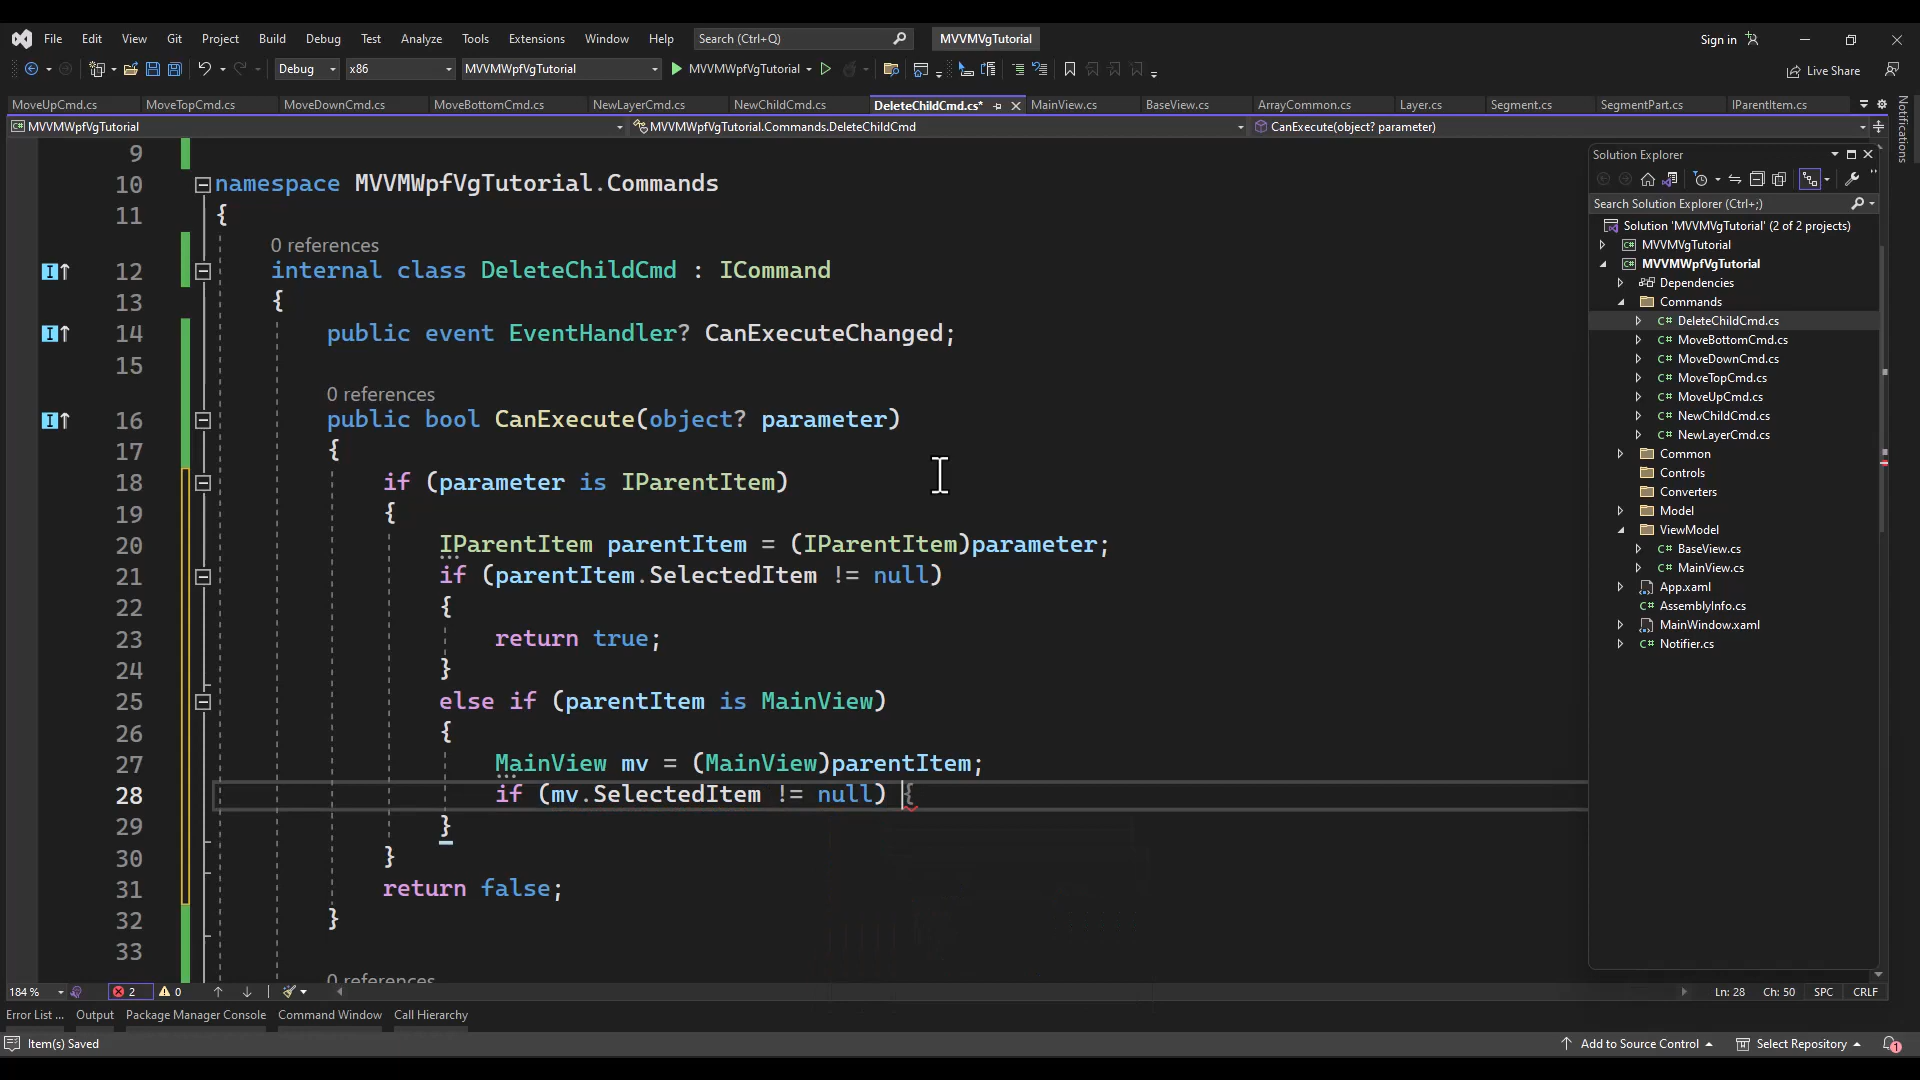 File Edit View Git Project Build Debug Test Analyze Tools Extensions Window Help Search (Ctrl+Q) MVVMVgTutorial Sign in
Debug x86 MVVMWpfVgTutorial MVVMWpfVgTutorial Live Share
MoveUpCmd.cs MoveTopCmd.cs MoveDownCmd.cs MoveBottomCmd.cs NewLayerCmd.cs NewChildCmd.cs DeleteChildCmd.cs* MainView.cs BaseView.cs ArrayCommon.cs Layer.cs Segment.cs SegmentPart.cs IParentItem.cs
MVVMWpfVgTutorial MVVMWpfVgTutorial.Commands.DeleteChildCmd CanExecute(object? parameter)
9
10 namespace MVVMWpfVgTutorial.Commands
11 {
0 references
12 internal class DeleteChildCmd : ICommand
13 {
14 public event EventHandler? CanExecuteChanged;
15
0 references
16 public bool CanExecute(object? parameter)
17 {
18 if (parameter is IParentItem)
19 {
20 IParentItem parentItem = (IParentItem)parameter;
21 if (parentItem.SelectedItem != null)
22 {
23 return true;
24 }
25 else if (parentItem is MainView)
26 {
27 MainView mv = (MainView)parentItem;
28 if (mv.SelectedItem != null) {
29 }
30 }
31 return false;
32 }
33
0 references
Solution Explorer
Search Solution Explorer (Ctrl+;)
Solution 'MVVMVgTutorial' (2 of 2 projects)
MVVMVgTutorial
MVVMWpfVgTutorial
Dependencies
Commands
C# DeleteChildCmd.cs
C# MoveBottomCmd.cs
C# MoveDownCmd.cs
C# MoveTopCmd.cs
C# MoveUpCmd.cs
C# NewChildCmd.cs
C# NewLayerCmd.cs
Common
Controls
Converters
Model
ViewModel
C# BaseView.cs
C# MainView.cs
App.xaml
C# AssemblyInfo.cs
MainWindow.xaml
C# Notifier.cs
Notifications
184 % 2 0 Ln: 28 Ch: 50 SPC CRLF
Error List ... Output Package Manager Console Command Window Call Hierarchy
Item(s) Saved Add to Source Control Select Repository 1